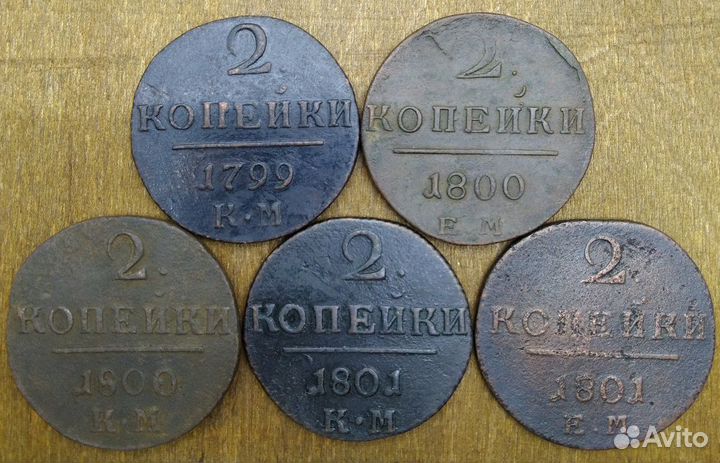 2
КОПЕЙКИ
1799
К·М
2.
КОПЕЙКИ
1800
Е М
2.
КОПЕЙКИ
1800
К·М
2.
КОПЕЙКИ
1801
К·М
2
КОПЕЙКИ
1801
Е·М
Avito